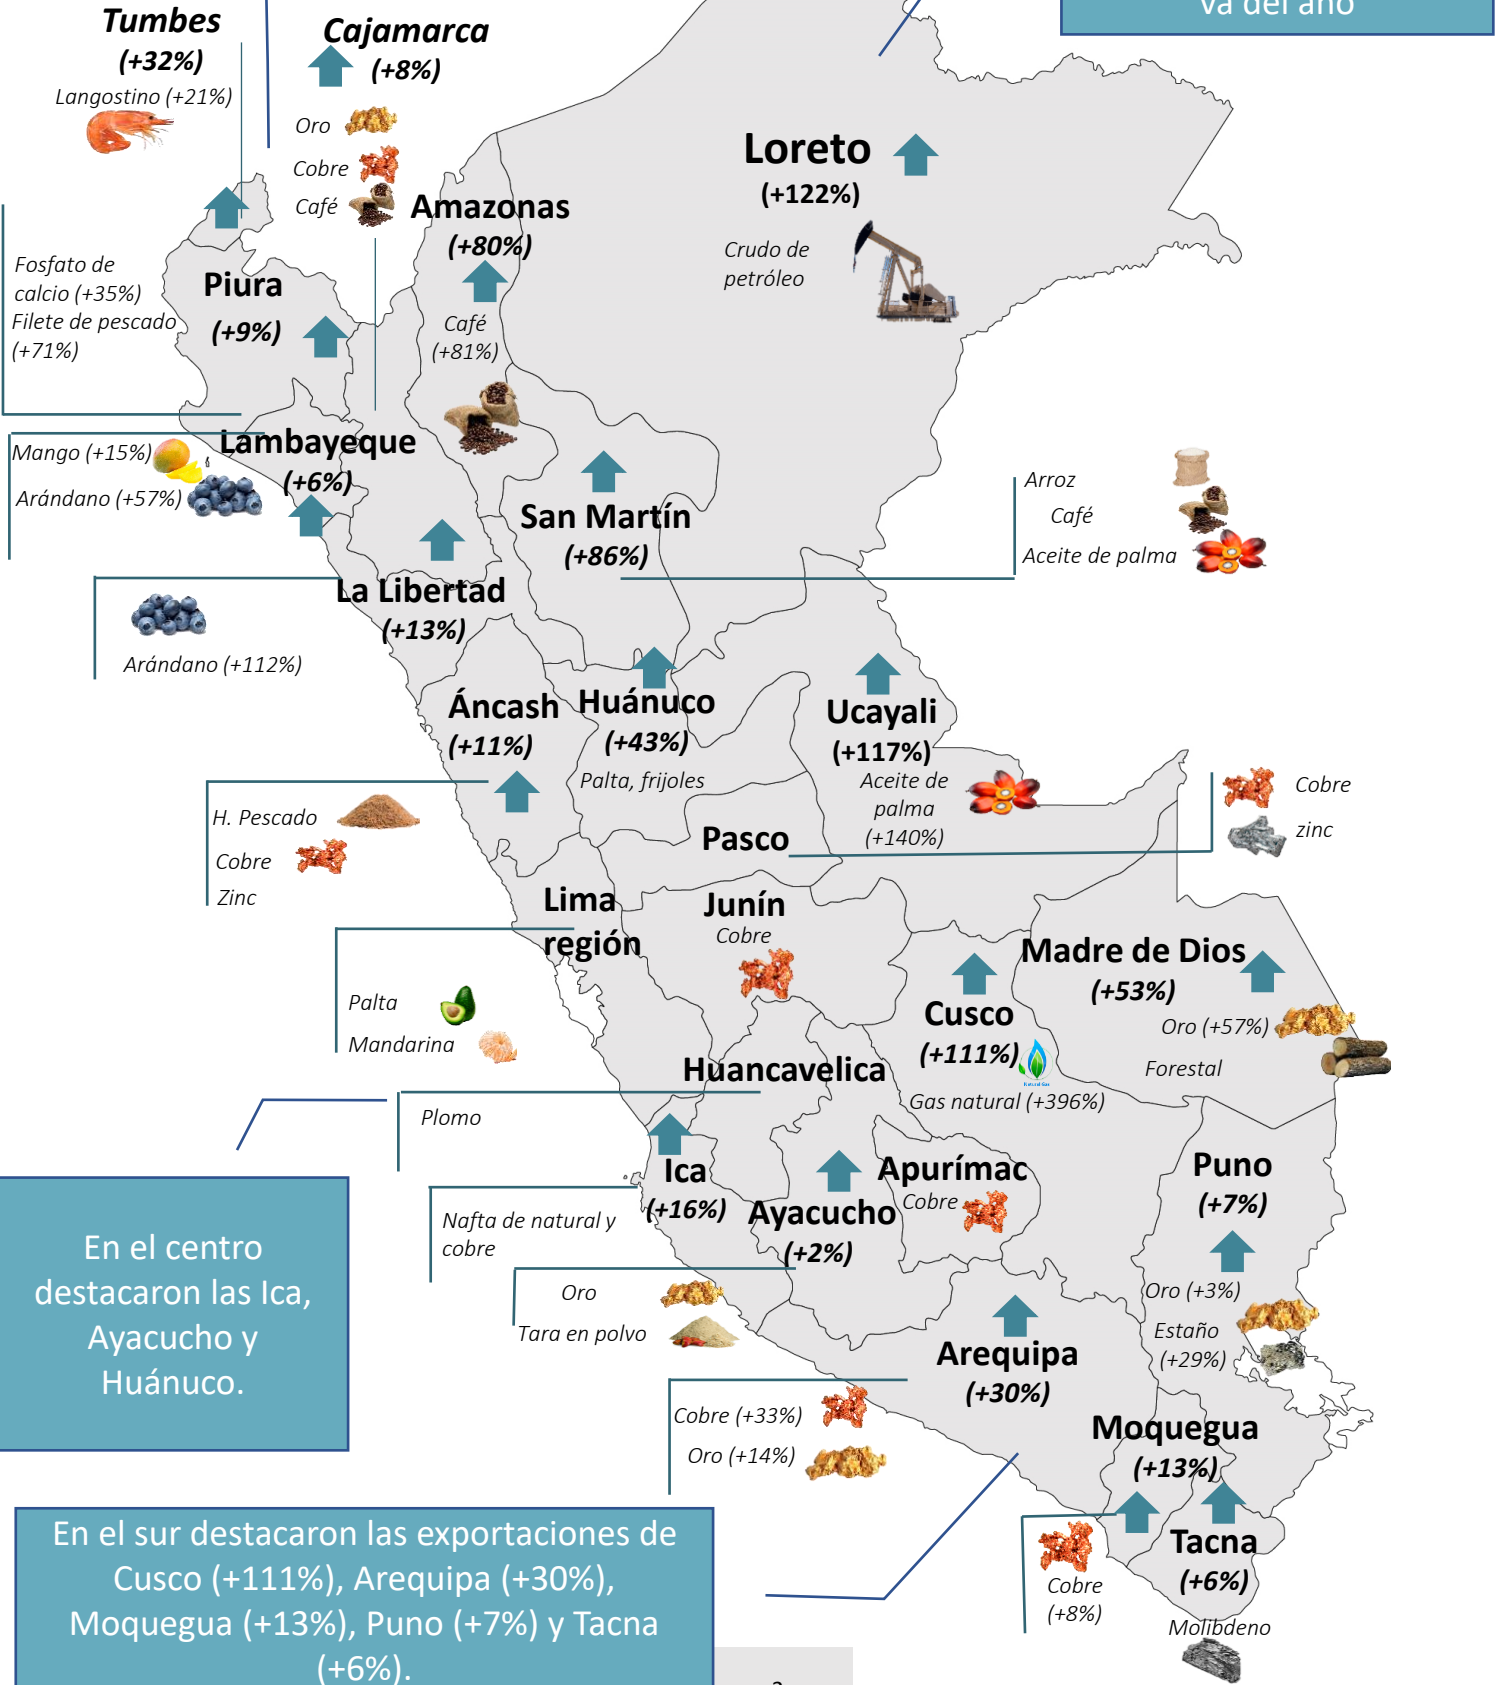 va del año
Tumbes
(+32%)
Langostino (+21%)
Cajamarca
(+8%)
Oro
Cobre
Café
Amazonas
(+80%)
Café
(+81%)
Loreto
(+122%)
Crudo de
petróleo
Fosfato de
calcio (+35%)
Filete de pescado
(+71%)
Piura
(+9%)
Lambayeque
(+6%)
Mango (+15%)
Arándano (+57%)
San Martín
(+86%)
Arroz
Café
Aceite de palma
La Libertad
(+13%)
Arándano (+112%)
Áncash
(+11%)
H. Pescado
Cobre
Zinc
Huánuco
(+43%)
Palta, frijoles
Ucayali
(+117%)
Aceite de
palma
(+140%)
Pasco
Cobre
zinc
Lima
región
Palta
Mandarina
Junín
Cobre
Cusco
(+111%)
Natural Gas
Gas natural (+396%)
Madre de Dios
(+53%)
Oro (+57%)
Forestal
Huancavelica
Plomo
Ica
(+16%)
Nafta de natural y
cobre
Ayacucho
(+2%)
Oro
Tara en polvo
Apurímac
Cobre
Puno
(+7%)
Oro (+3%)
Estaño
(+29%)
Arequipa
(+30%)
Cobre (+33%)
Oro (+14%)
Moquegua
(+13%)
Cobre
(+8%)
Tacna
(+6%)
Molibdeno
En el centro
destacaron las Ica,
Ayacucho y
Huánuco.
En el sur destacaron las exportaciones de
Cusco (+111%), Arequipa (+30%),
Moquegua (+13%), Puno (+7%) y Tacna
(+6%).